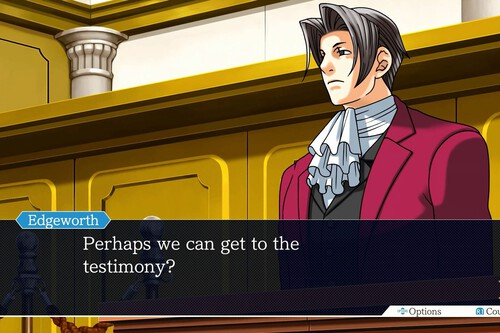 Edgeworth
Perhaps we can get to the
testimony?
Options